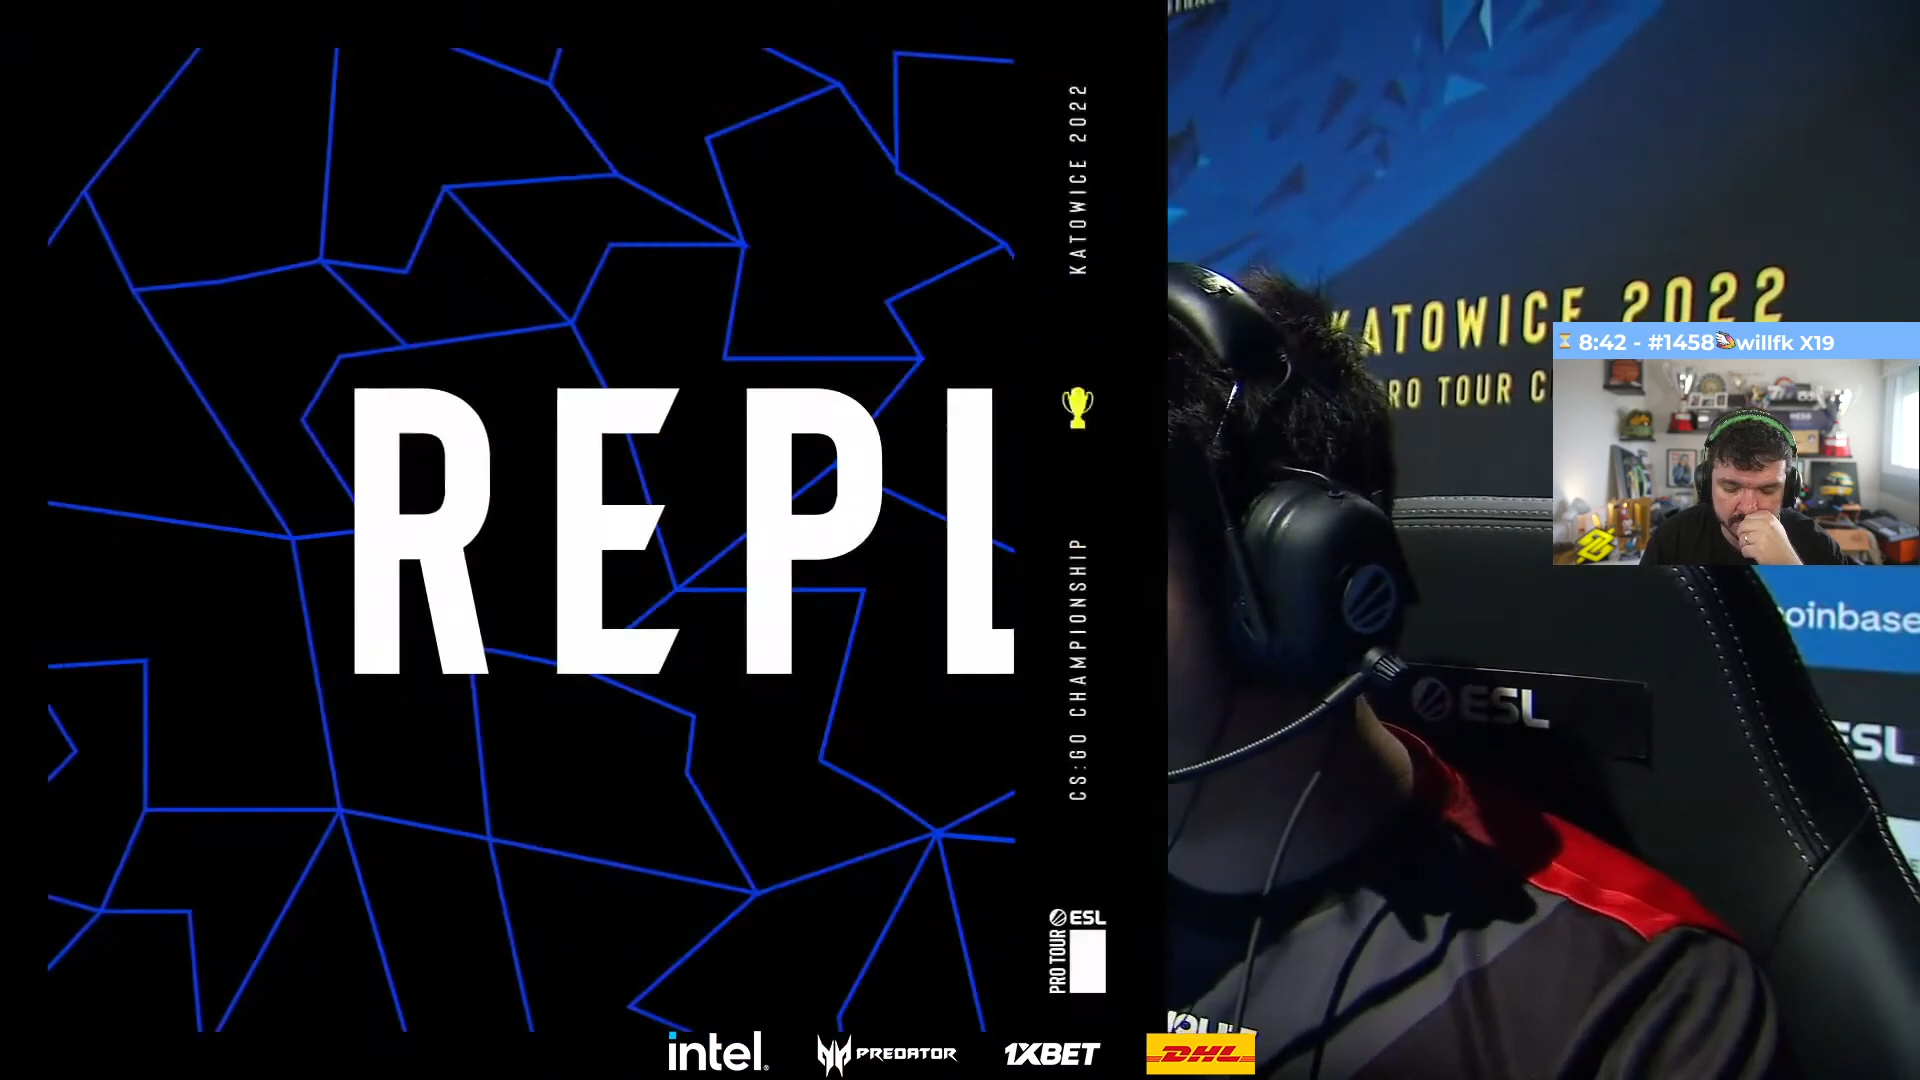 KATOWICE 2022
REPL
CS:GO CHAMPIONSHIP
ESL
PRO TOUR
intel.
PREDATOR
1XBET
DHL
KATOWICE 2022
RO TOUR C
8:42 - #1458 willfk X19
oinbase
ESL
ESL